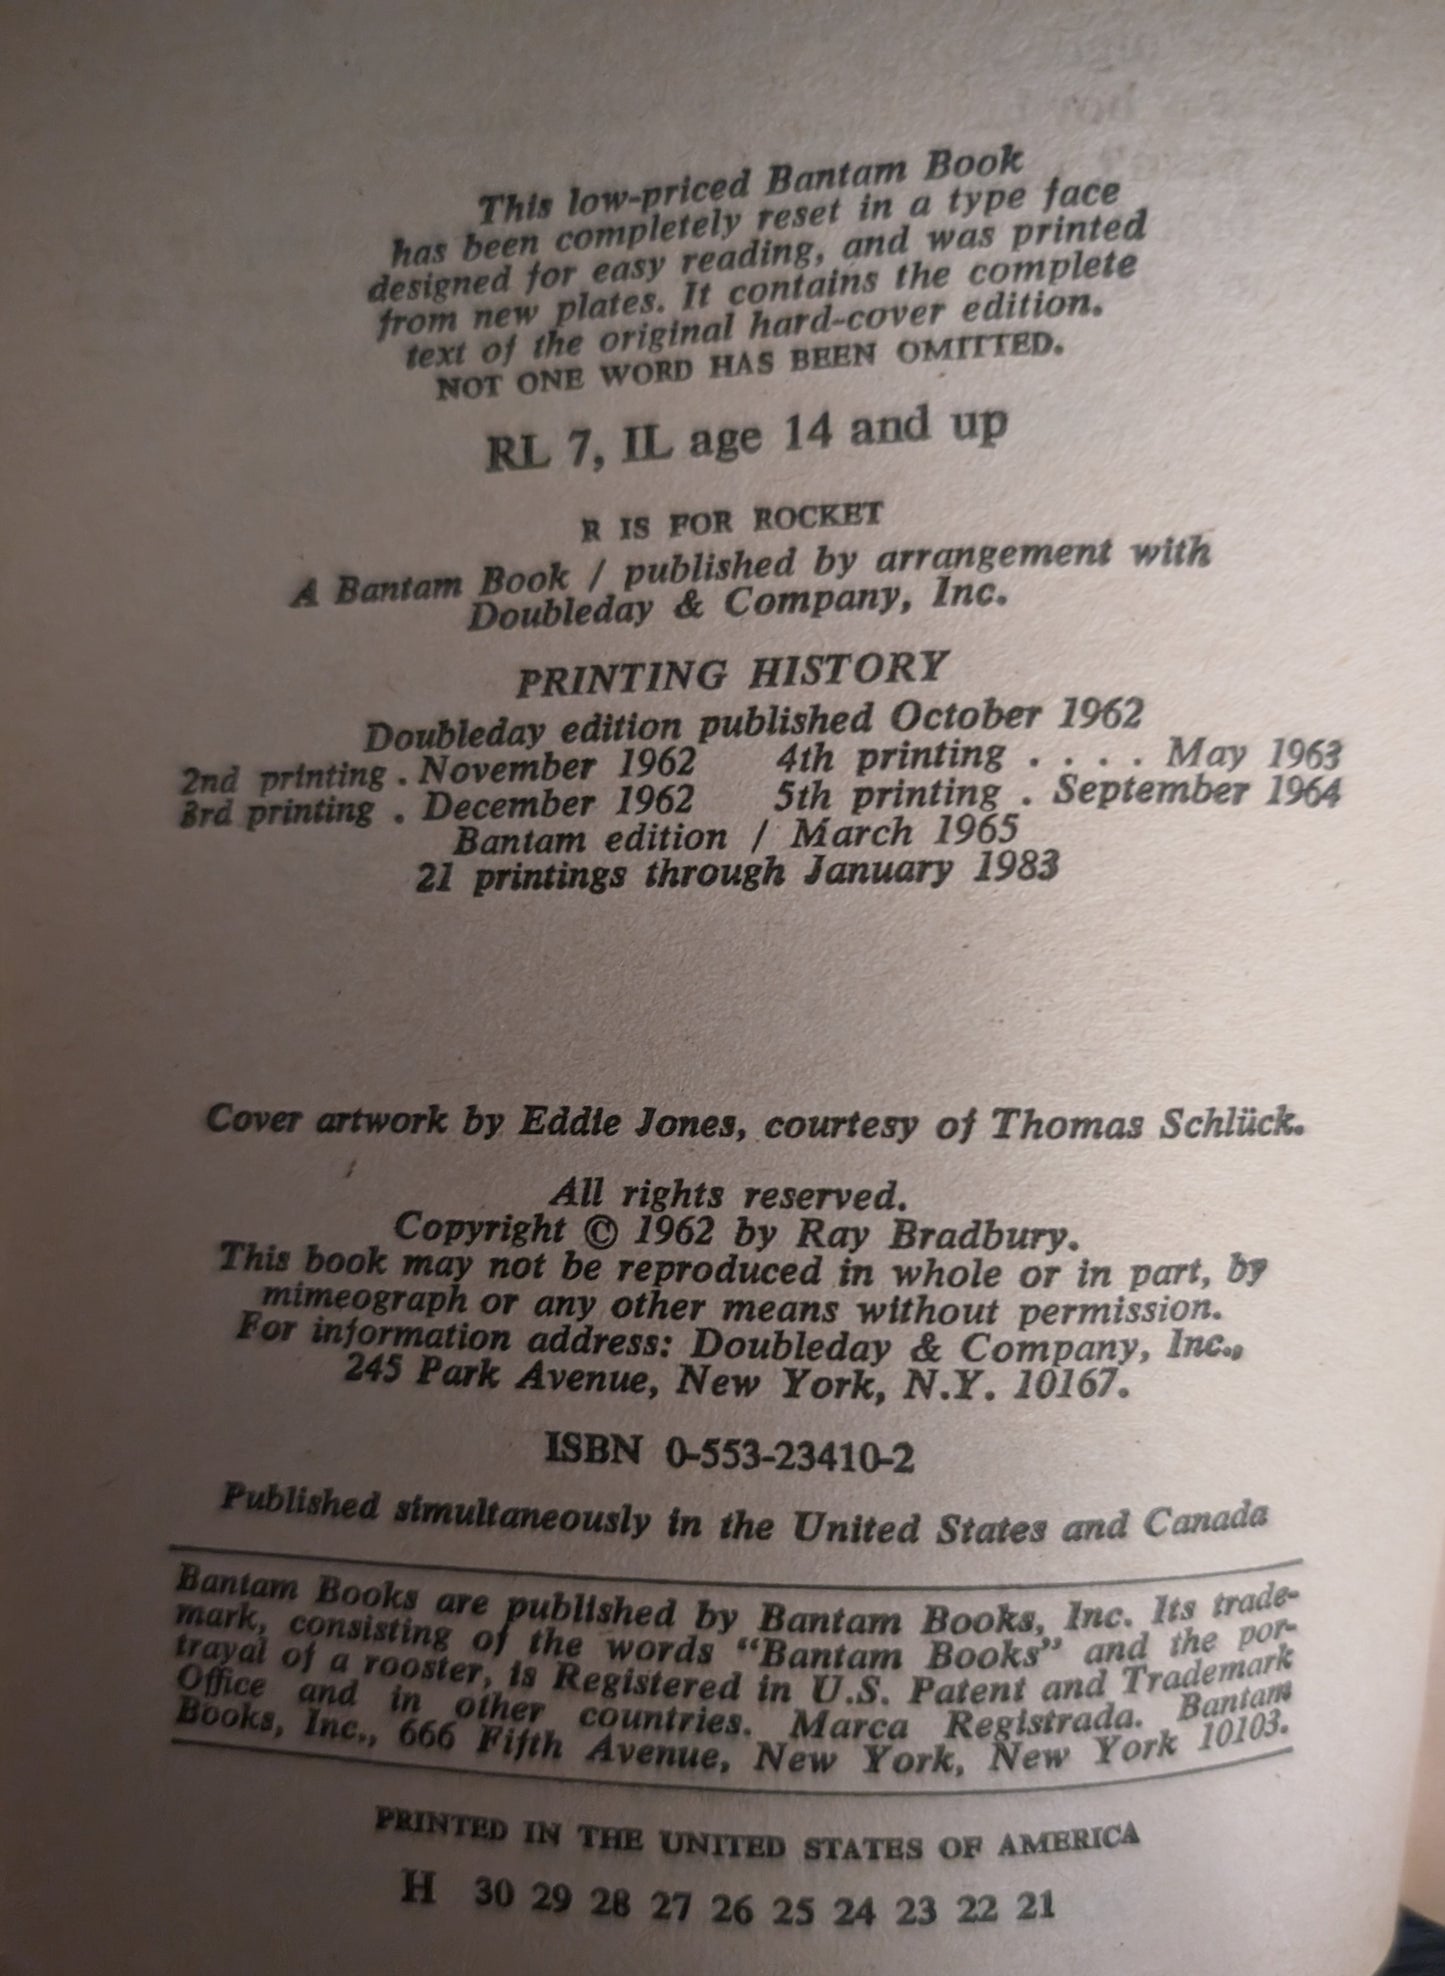 This low-priced Bantam Book
has been completely reset in a type face
designed for easy reading, and was printed
from new plates. It contains the complete
text of the original hard-cover edition.
NOT ONE WORD HAS BEEN OMITTED.
RL 7, IL age 14 and up
R IS FOR ROCKET
A Bantam Book / published by arrangement with
Doubleday & Company, Inc.
PRINTING HISTORY
Doubleday edition published October 1962
2nd printing . November 1962 4th printing . . . . May 1963
3rd printing . December 1962 5th printing . September 1964
Bantam edition / March 1965
21 printings through January 1983
Cover artwork by Eddie Jones, courtesy of Thomas Schlück.
All rights reserved.
Copyright © 1962 by Ray Bradbury.
This book may not be reproduced in whole or in part, by
mimeograph or any other means without permission.
For information address: Doubleday & Company, Inc.,
245 Park Avenue, New York, N.Y. 10167.
ISBN 0-553-23410-2
Published simultaneously in the United States and Canada
Bantam Books are published by Bantam Books, Inc. Its trade-
mark, consisting of the words “Bantam Books” and the por-
trayal of a rooster, is Registered in U.S. Patent and Trademark
Office and in other countries. Marca Registrada. Bantam
Books, Inc., 666 Fifth Avenue, New York, New York 10103.
PRINTED IN THE UNITED STATES OF AMERICA
H 30 29 28 27 26 25 24 23 22 21